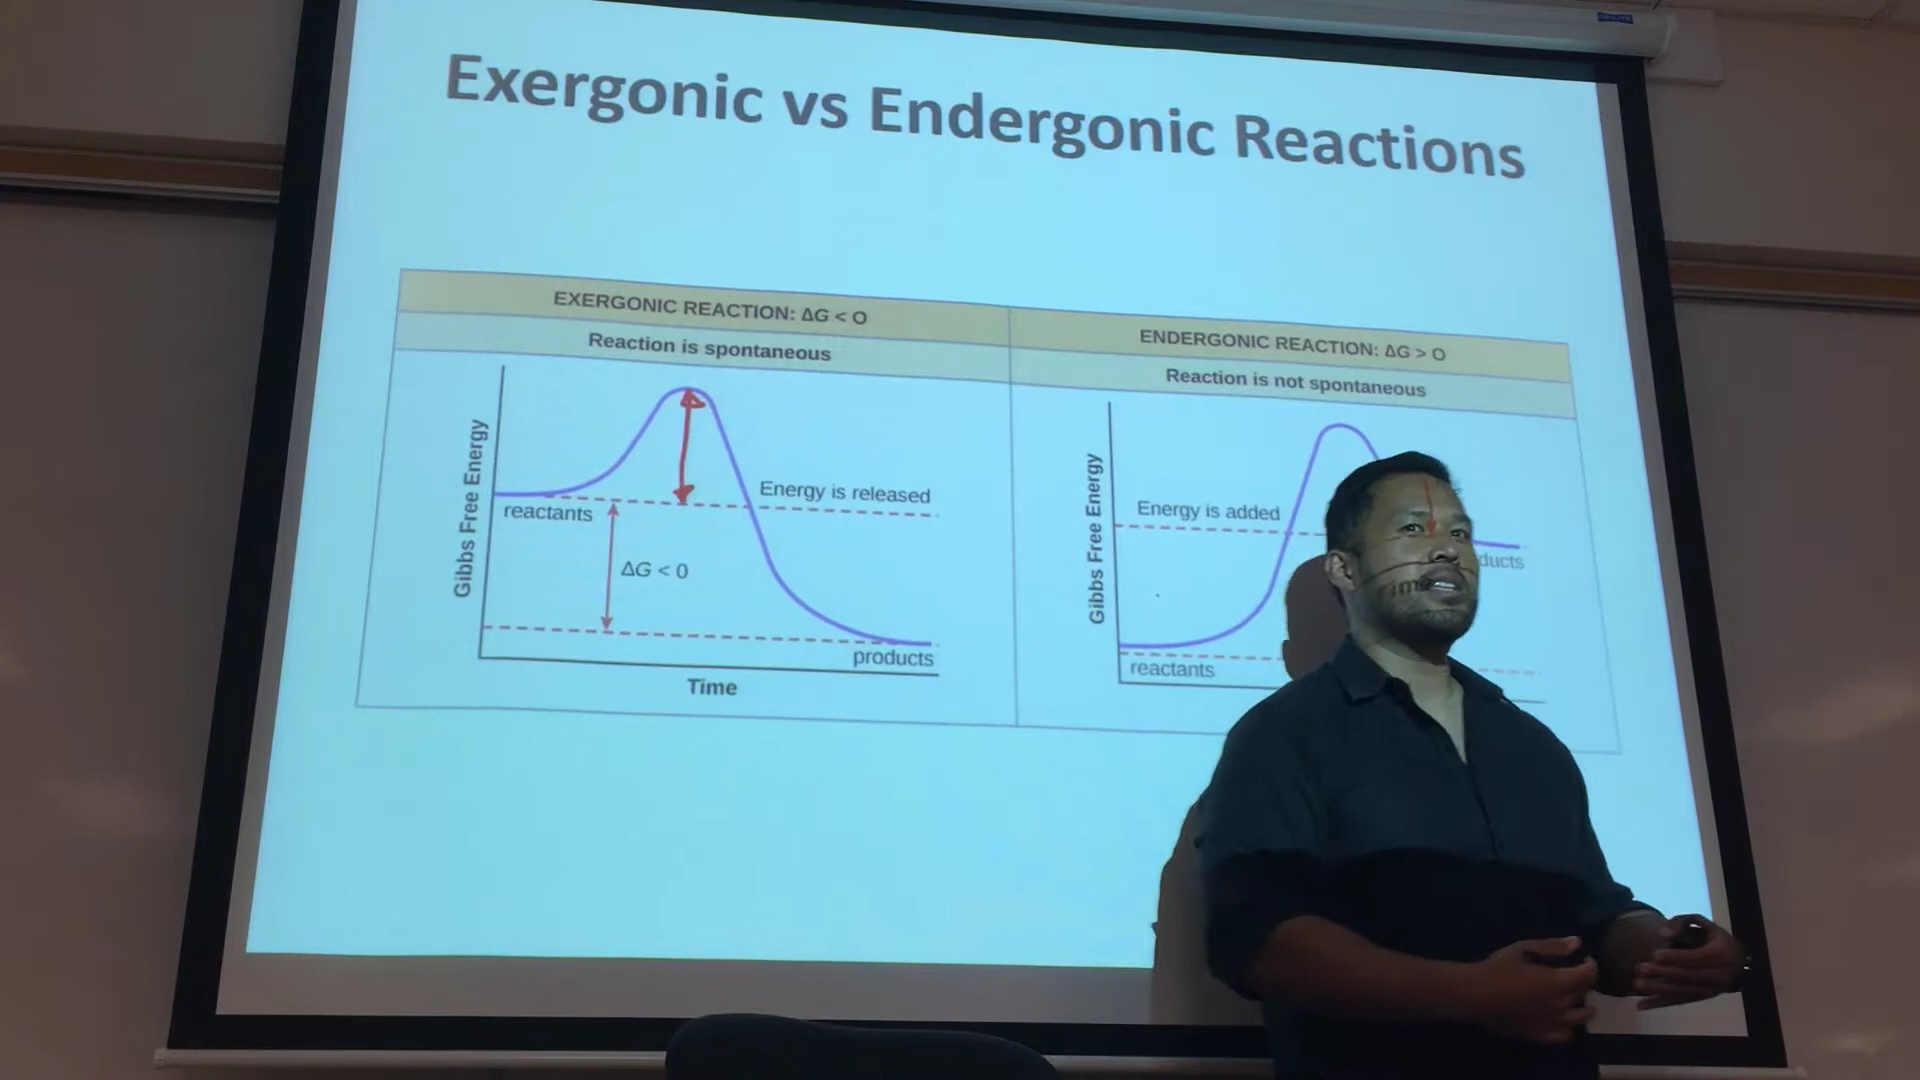 Exergonic vs Endergonic Reactions
EXERGONIC REACTION: ΔG < O
Reaction is spontaneous
Gibbs Free Energy
reactants
Energy is released
ΔG < 0
products
Time
ENDERGONIC REACTION: ΔG > O
Reaction is not spontaneous
Gibbs Free Energy
Energy is added
reactants